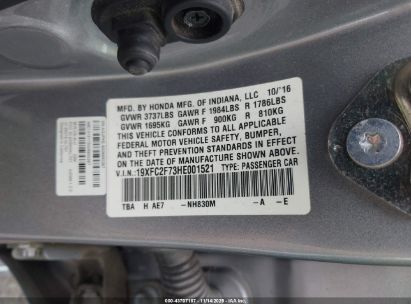 MFD. BY HONDA MFG. OF INDIANA, LLC 10/'16
GVWR 3737LBS GAWR F 1984LBS R 1786LBS
GVWR 1695KG GAWR F 900KG R 810KG
THIS VEHICLE CONFORMS TO ALL APPLICABLE
FEDERAL MOTOR VEHICLE SAFETY, BUMPER,
AND THEFT PREVENTION STANDARDS IN EFFECT
ON THE DATE OF MANUFACTURE SHOWN ABOVE.
V.I.N.: 19XFC2F73HE001521 TYPE: PASSENGER CAR
TBA H AE7 -NH830M -A -E